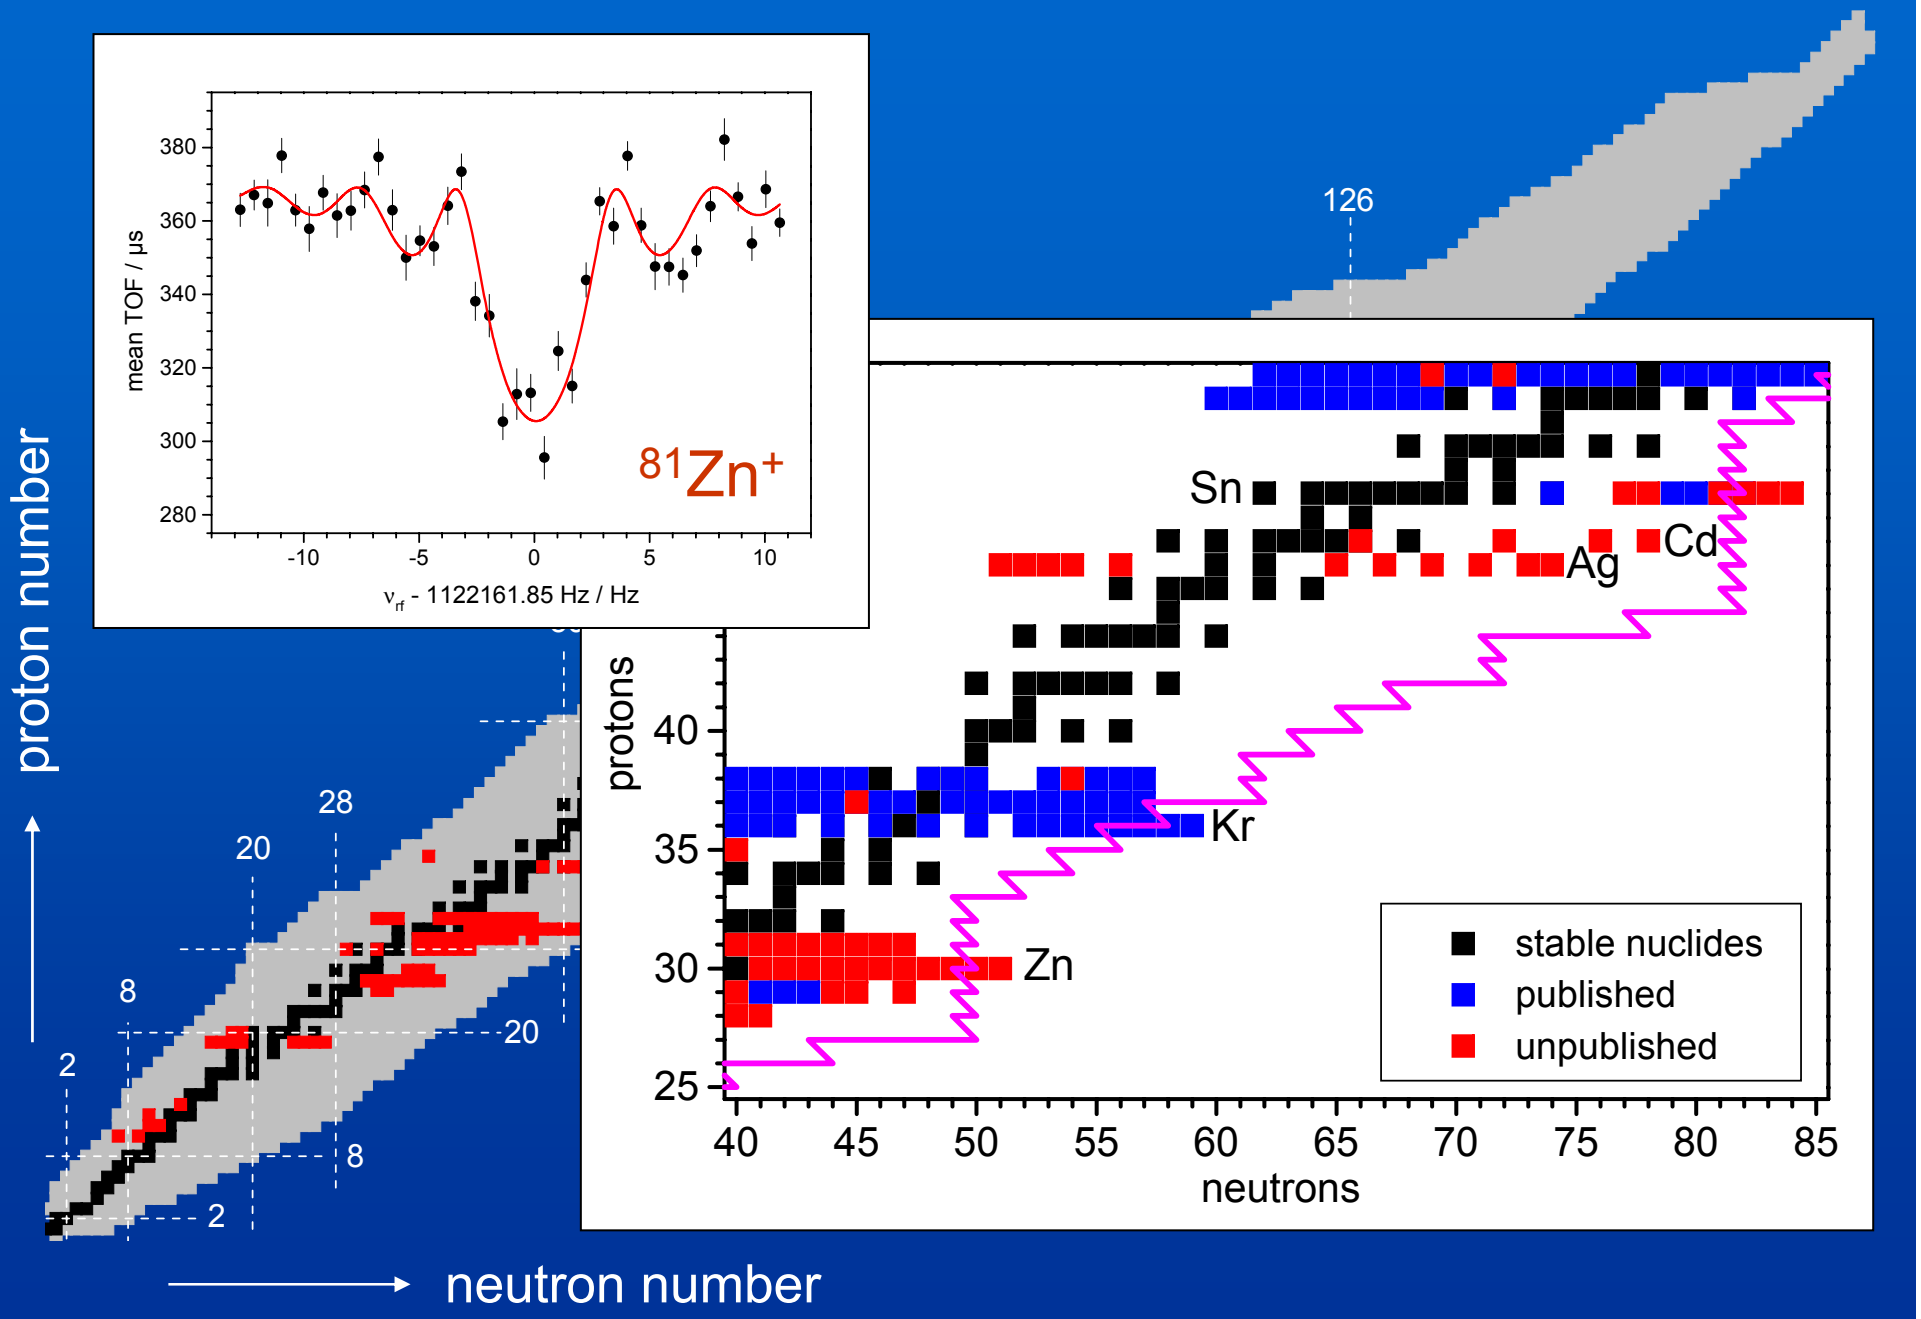 380
360
340
320
300
280
mean TOF / µs
-10 -5 0 5 10
ν_rf - 1122161.85 Hz / Hz
⁸¹Zn⁺
126
proton number
28
20
8
2
20
8
2
neutron number
protons
40
35
30
25
40 45 50 55 60 65 70 75 80 85
neutrons
Sn
Cd
Ag
Kr
Zn
stable nuclides
published
unpublished